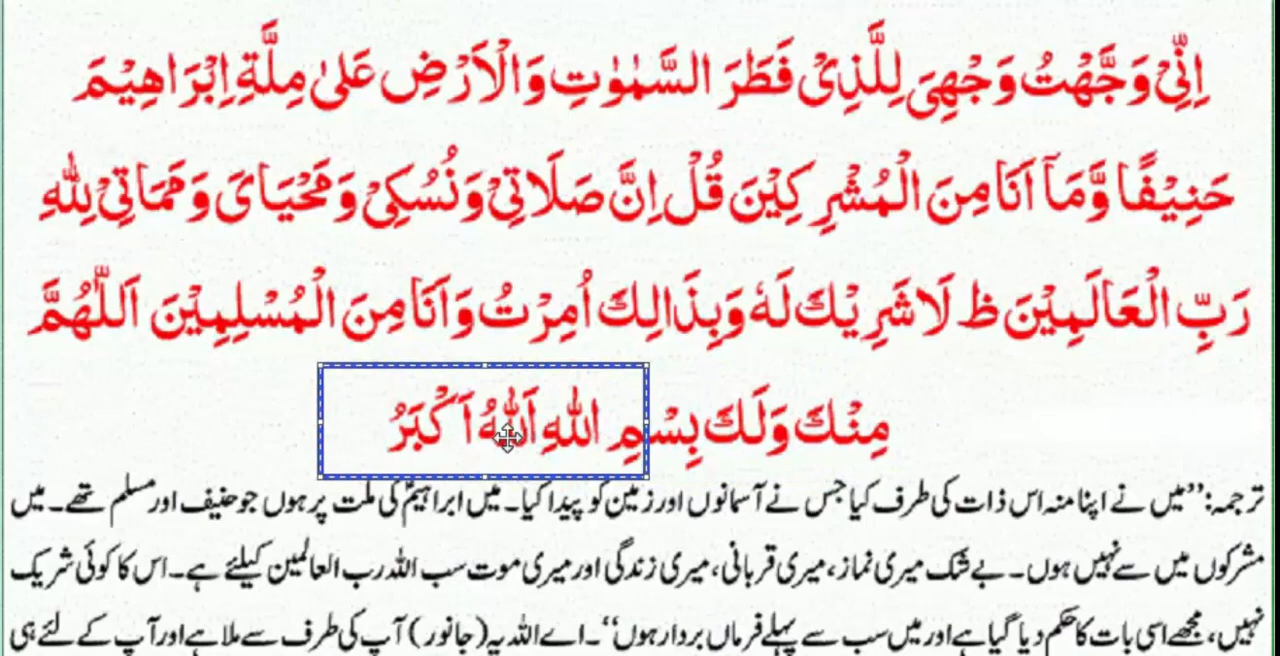 اِنِّیْ وَجَّهْتُ وَجْهِیَ لِلَّذِیْ فَطَرَ السَّمٰوٰتِ وَالْاَرْضِ عَلیٰ مِلَّةِ اِبْرَاهِیْمَ
حَنِیْفًا وَّمَآ اَنَا مِنَ الْمُشْرِکِیْنَ قُلْ اِنَّ صَلَاتِیْ وَنُسُکِیْ وَمَحْیَایَ وَمَمَاتِیْ لِلّٰهِ
رَبِّ الْعَالَمِیْنَ ظ لَا شَرِیْكَ لَهٗ وَبِذَالِكَ اُمِرْتُ وَاَنَا مِنَ الْمُسْلِمِیْنَ اَللّٰهُمَّ
مِنْكَ وَلَكَ بِسْمِ اللّٰهِ اَللّٰهُ اَکْبَرُ
ترجمہ: ”میں نے اپنا منہ اس ذات کی طرف کیا جس نے آسمانوں اور زمین کو پیدا کیا۔ میں ابراہیمؑ کی ملت پر ہوں جو حنیف اور مسلم تھے۔ میں
مشرکوں میں سے نہیں ہوں۔ بے شک میری نماز، میری قربانی، میری زندگی اور میری موت سب اللہ رب العالمین کیلئے ہے۔ اس کا کوئی شریک
نہیں، مجھے اسی بات کا حکم دیا گیا ہے اور میں سب سے پہلے فرماں بردار ہوں“۔ اے اللہ یہ (جانور) آپ کی طرف سے ملا ہے اور آپ کے لئے ہی